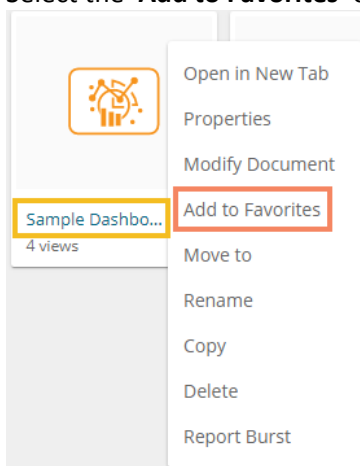 Select the "Add to Favorites"
Sample Dashbo...
4 views
Open in New Tab
Properties
Modify Document
Add to Favorites
Move to
Rename
Copy
Delete
Report Burst